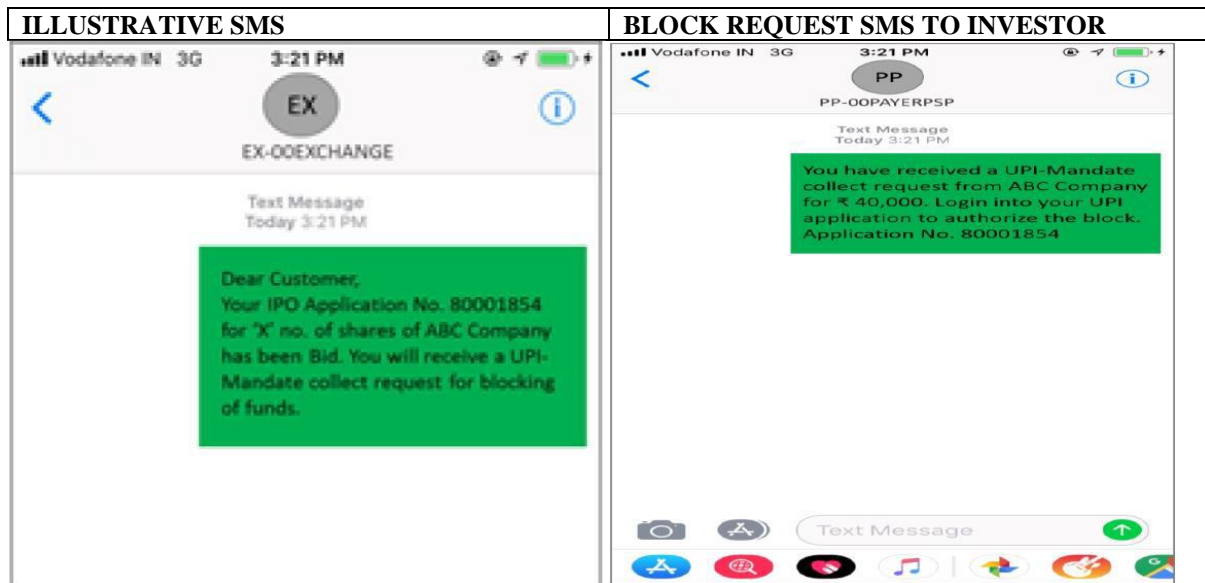 ILLUSTRATIVE SMS
Vodafone IN 3G 3:21 PM
EX
EX-00EXCHANGE
Text Message
Today 3:21 PM
Dear Customer,
Your IPO Application No. 80001854
for 'X' no. of shares of ABC Company
has been Bid. You will receive a UPI-
Mandate collect request for blocking
of funds.
BLOCK REQUEST SMS TO INVESTOR
Vodafone IN 3G 3:21 PM
PP
PP-00PAYERPSP
Text Message
Today 3:21 PM
You have received a UPI-Mandate
collect request from ABC Company
for ₹ 40,000. Login into your UPI
application to authorize the block.
Application No. 80001854
Text Message